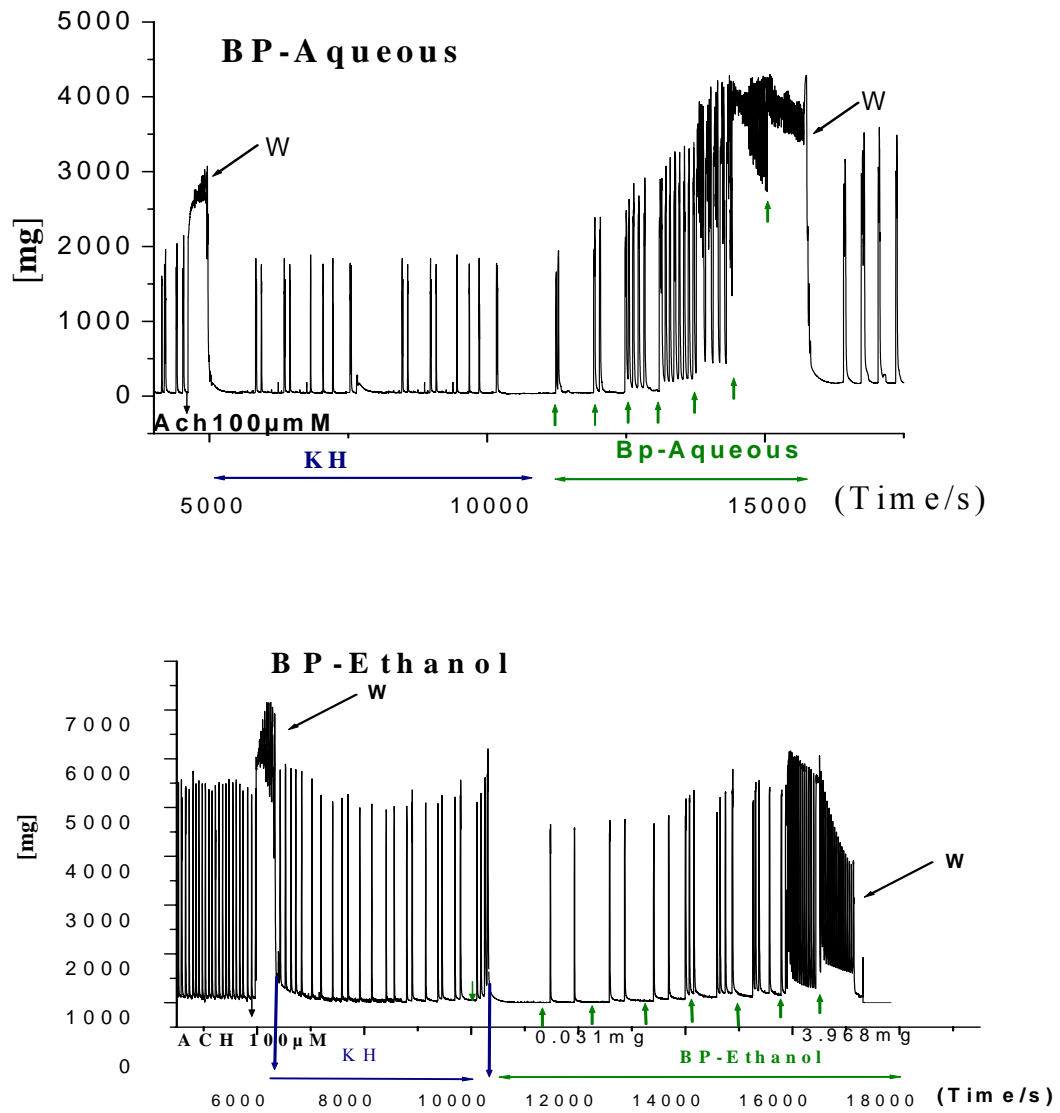 5000
BP-Aqueous
4000
W
W
3000
[mg]
2000
1000
0
Ach100µmM
KH
Bp-Aqueous
5000 10000 15000 (Time/s)
BP-Ethanol
W
7000
6000
5000
[mg]
4000
W
3000
2000
1000
ACH 100µM
0.031mg 3.968mg
KH
BP-Ethanol
0
6000 8000 10000 12000 14000 16000 18000 (Time/s)